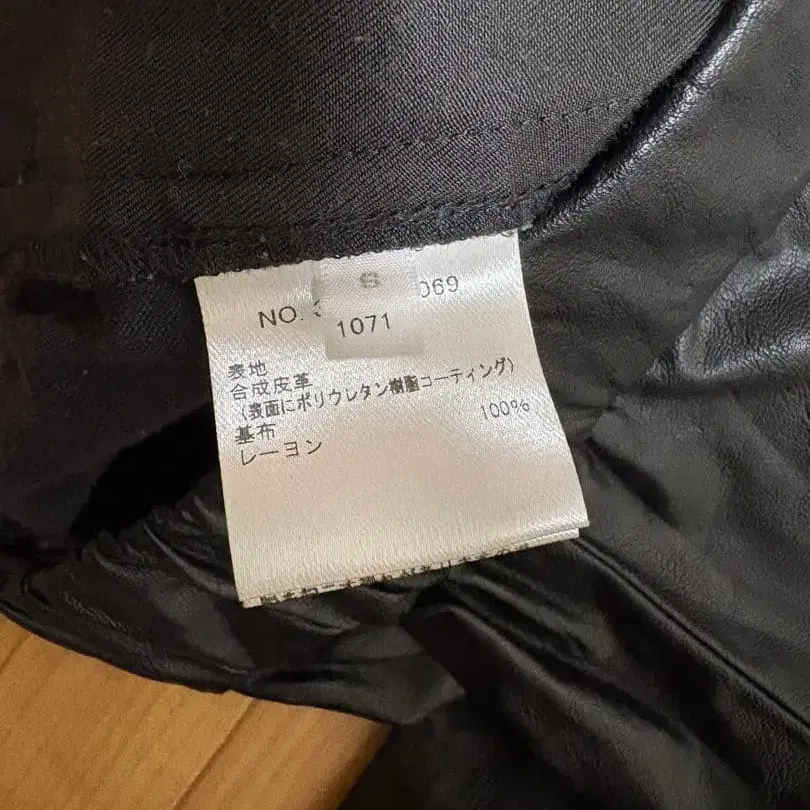 S
NO. 069
1071
表地
合成皮革
(表面にポリウレタン樹脂コーティング)
基布
レーヨン 100%